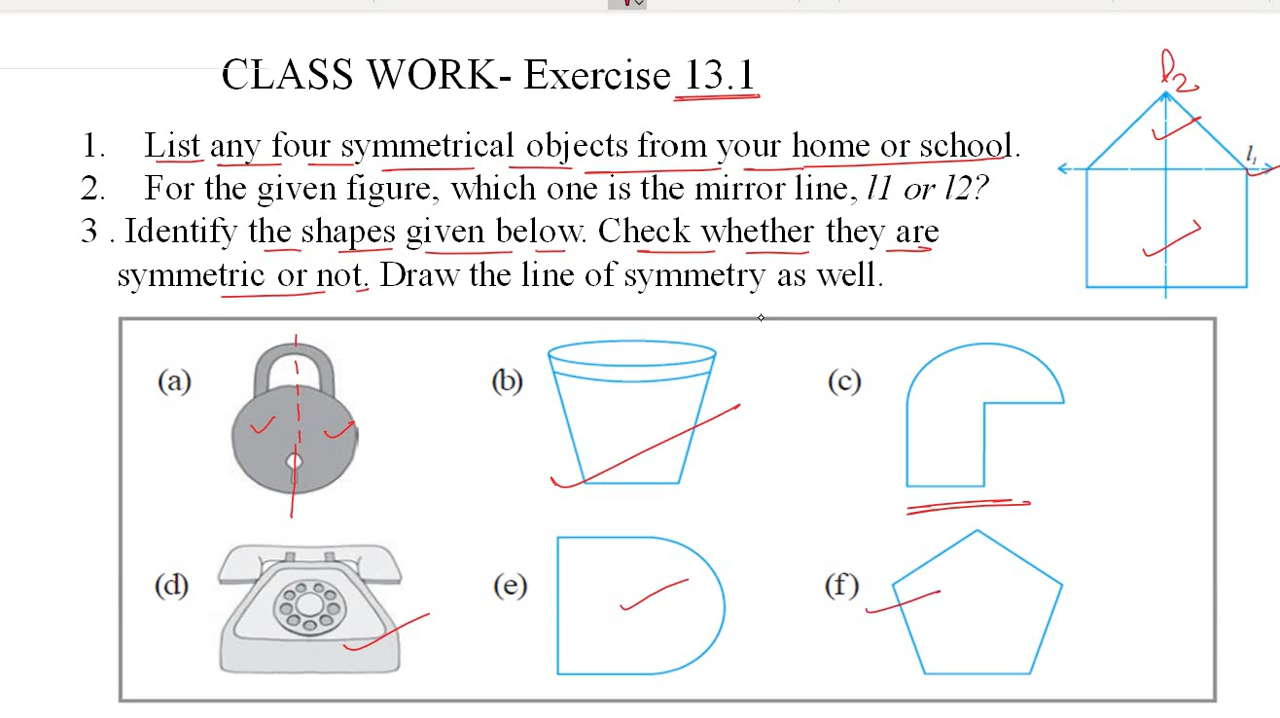 CLASS WORK- Exercise 13.1
1. List any four symmetrical objects from your home or school.
2. For the given figure, which one is the mirror line, l1 or l2?
3 . Identify the shapes given below. Check whether they are
symmetric or not. Draw the line of symmetry as well.
l2
l1
(a)
(b)
(c)
(d)
(e)
(f)